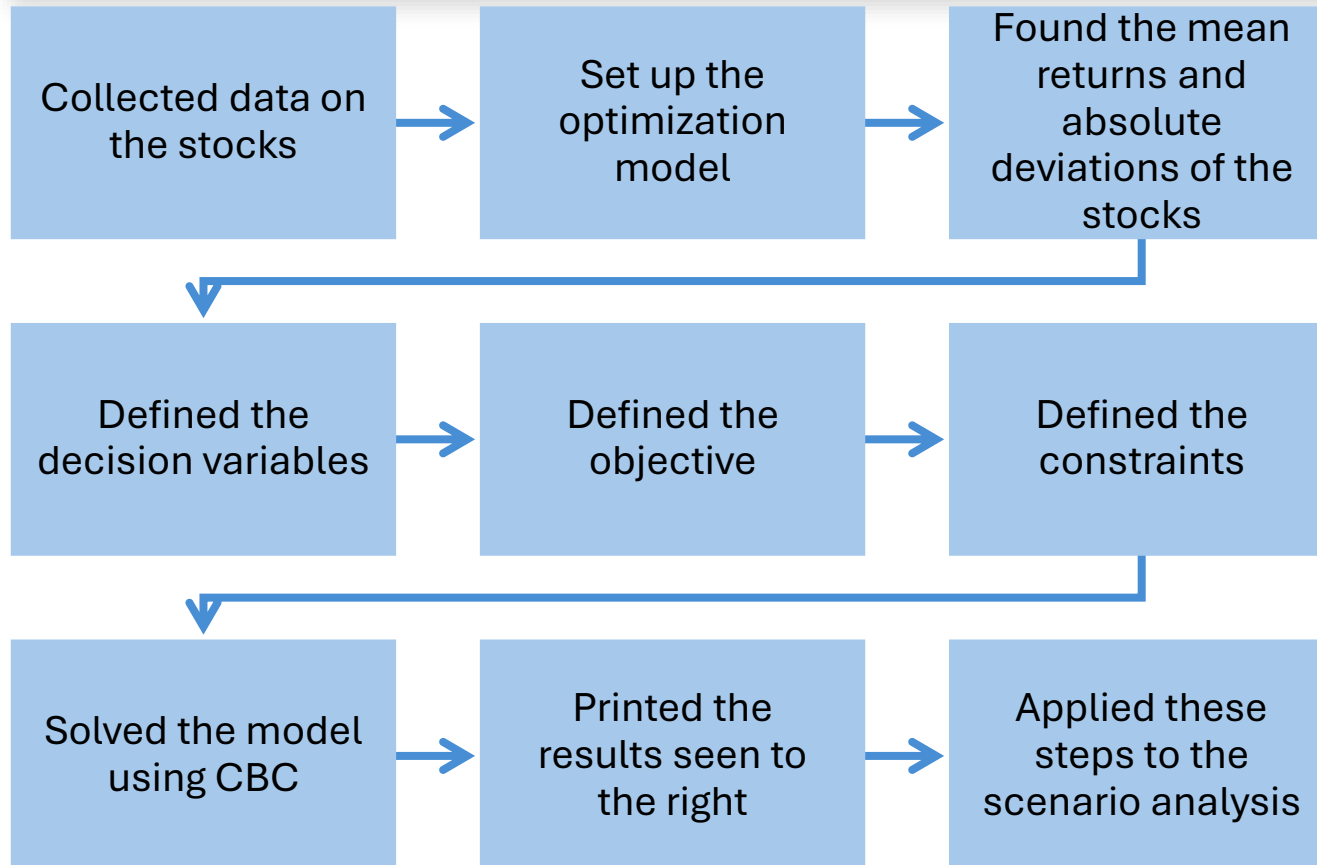 Collected data on
the stocks
Set up the
optimization
model
Found the mean
returns and
absolute
deviations of the
stocks
Defined the
decision variables
Defined the
objective
Defined the
constraints
Solved the model
using CBC
Printed the
results seen to
the right
Applied these
steps to the
scenario analysis